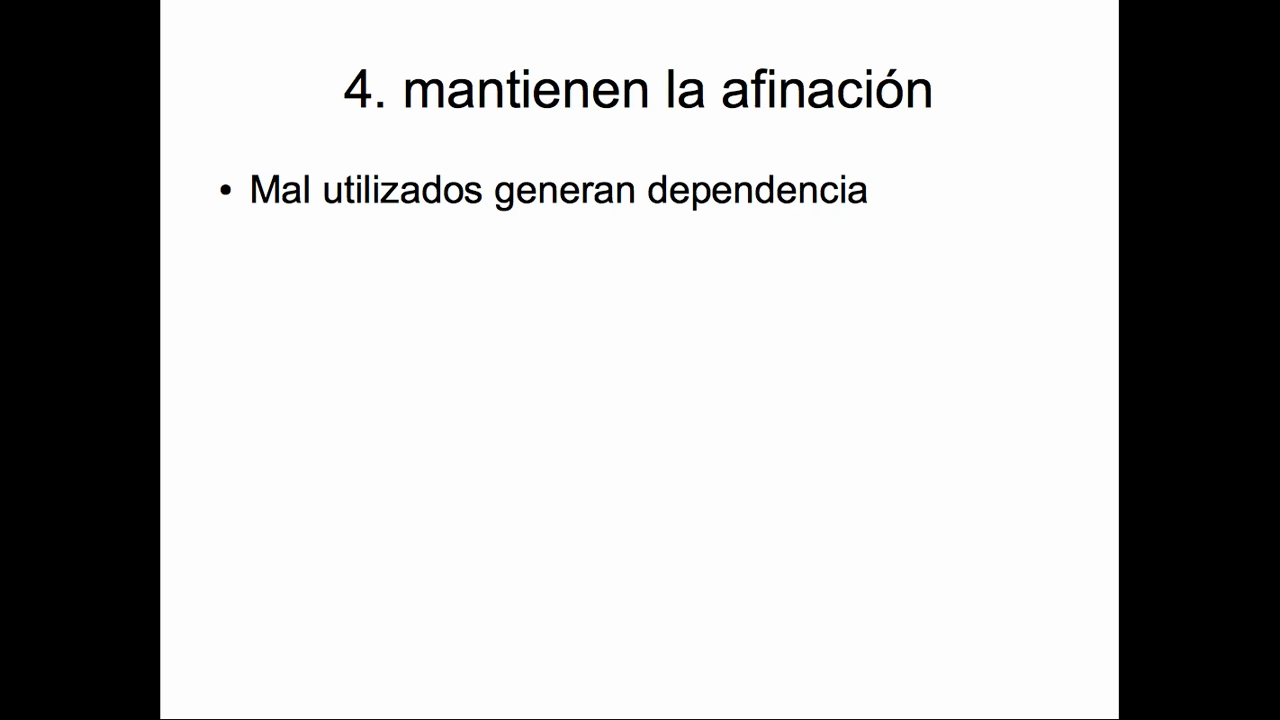 4. mantienen la afinación
• Mal utilizados generan dependencia